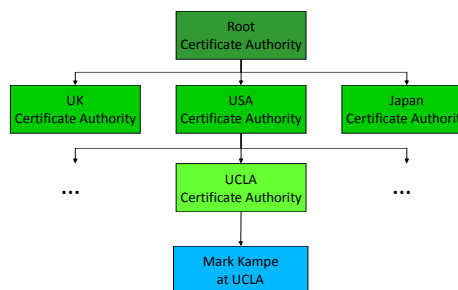 Root
Certificate Authority
UK
Certificate Authority
USA
Certificate Authority
Japan
Certificate Authorit
...
UCLA
Certificate Authority
...
Mark Kampe
at UCLA